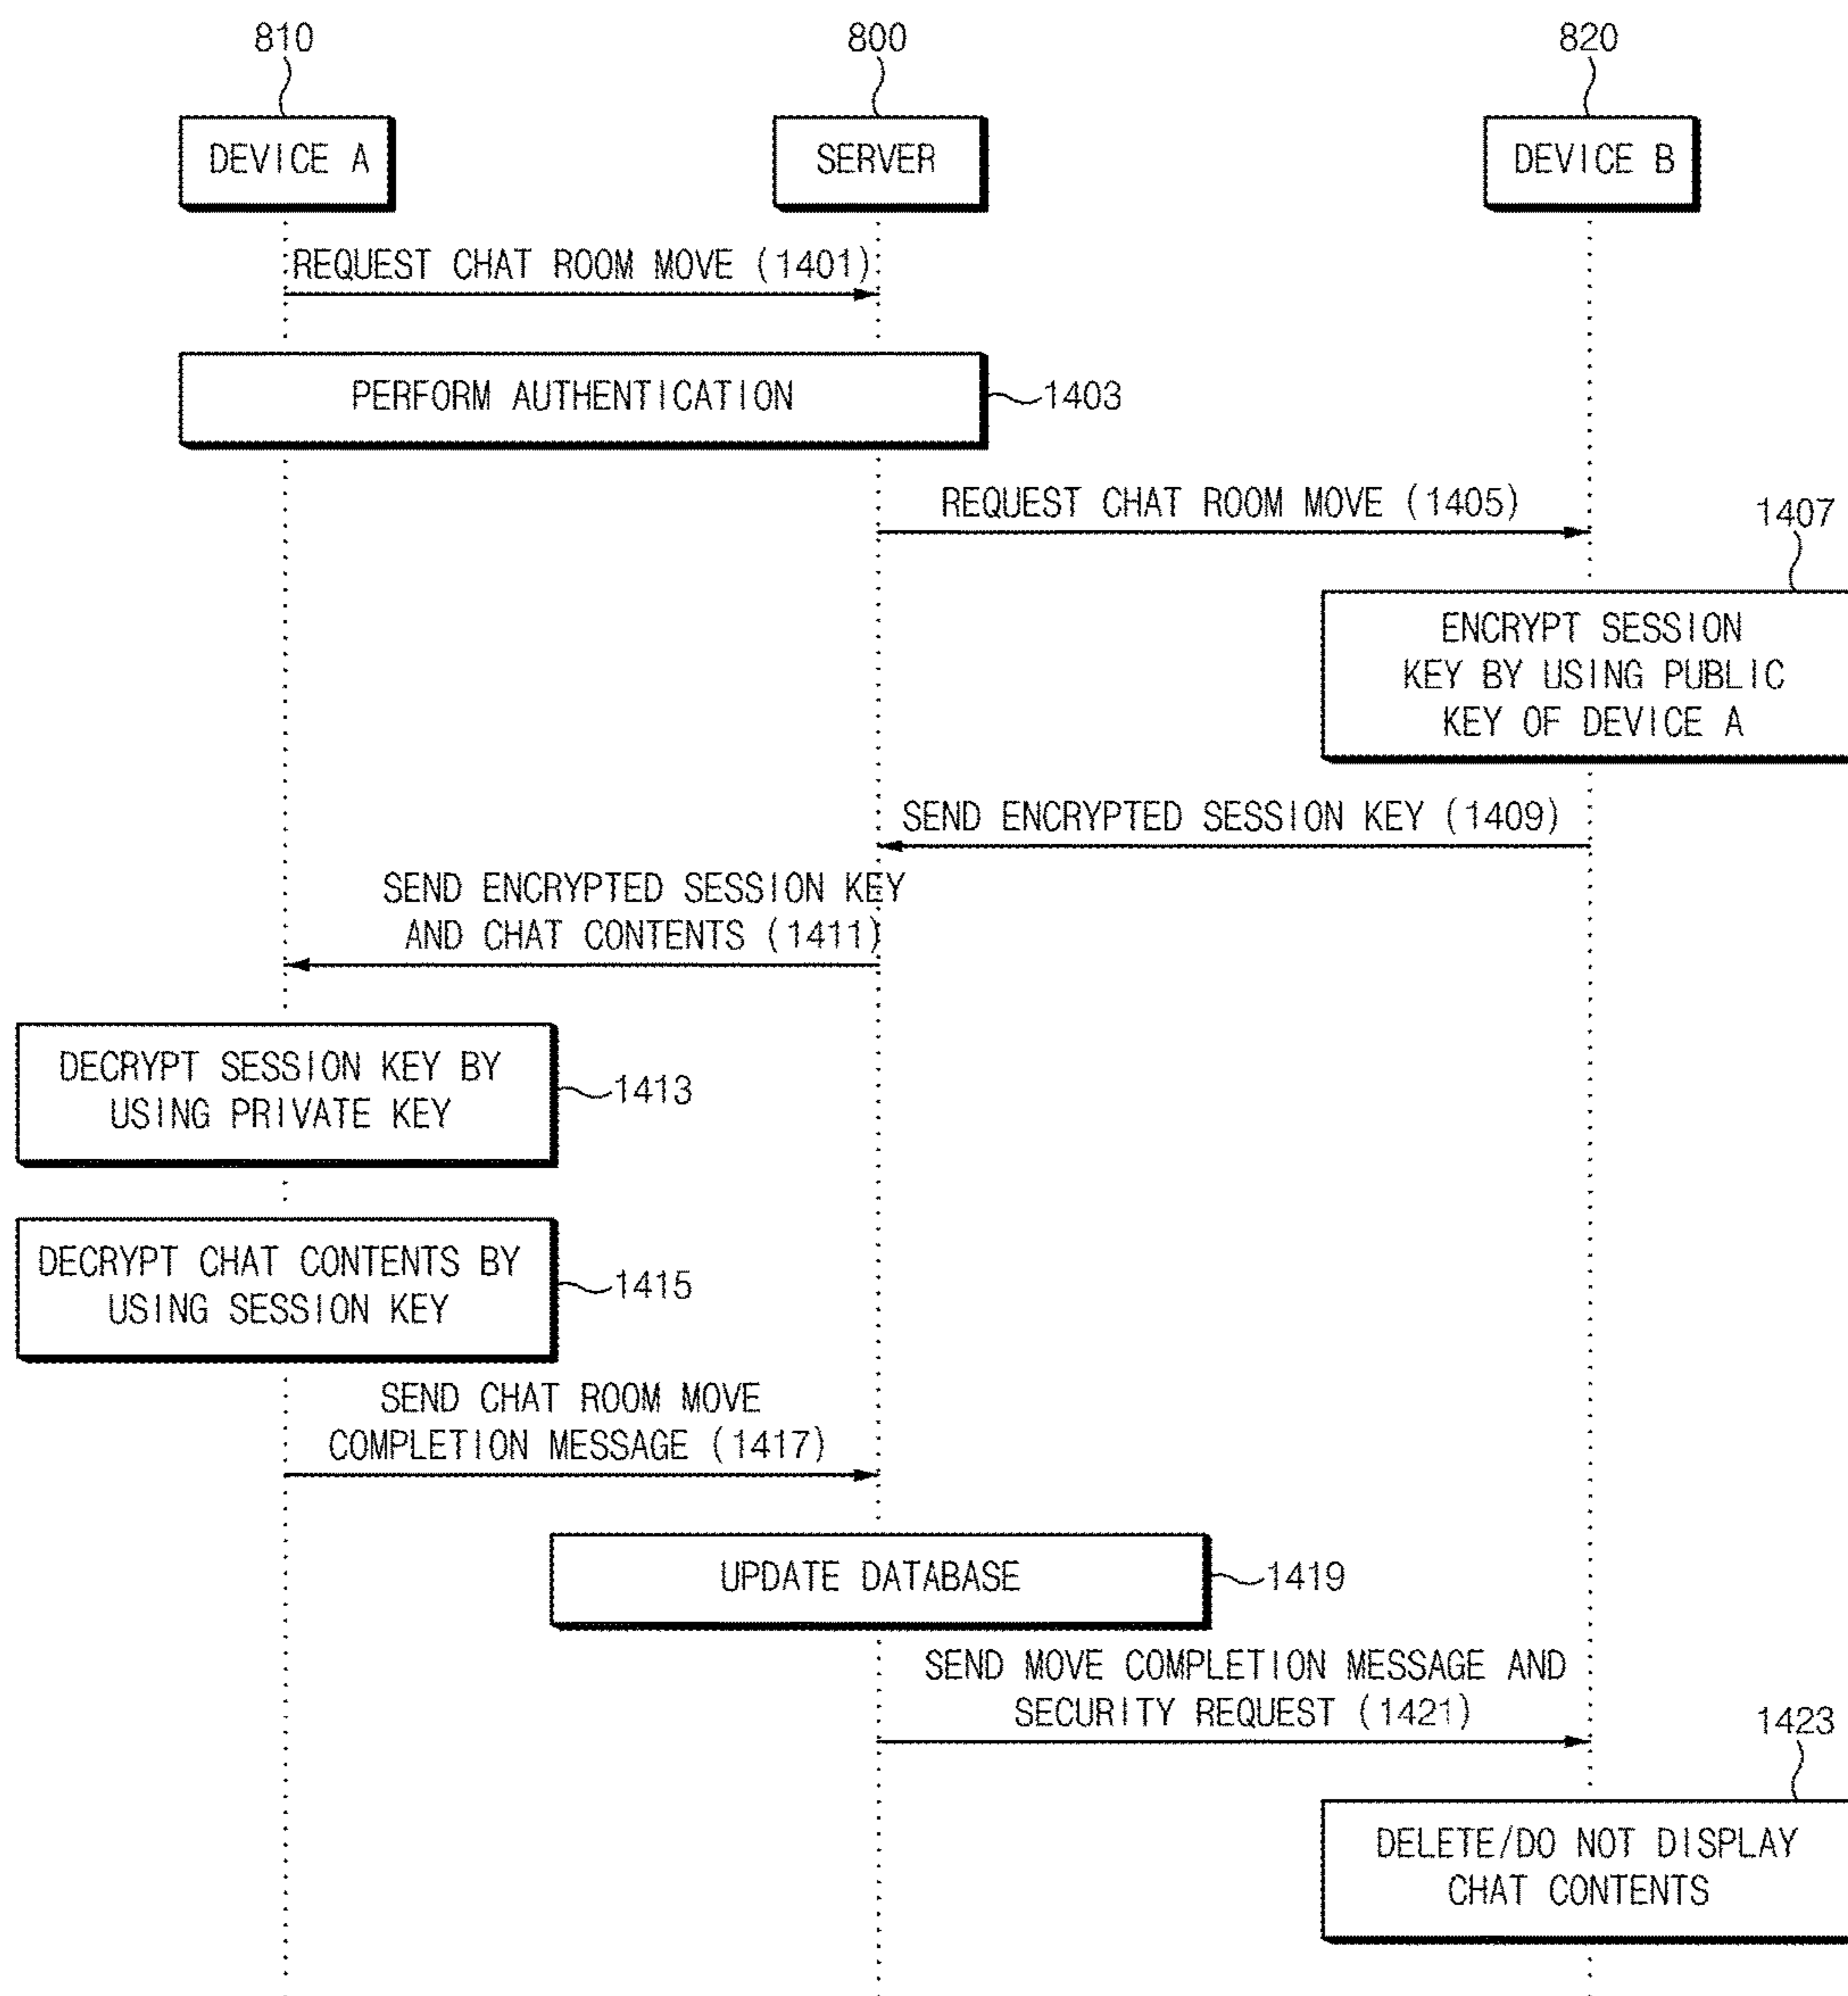 810
800
820
DEVICE A
SERVER
DEVICE B
REQUEST CHAT ROOM MOVE (1401)
PERFORM AUTHENTICATION
1403
REQUEST CHAT ROOM MOVE (1405)
1407
ENCRYPT SESSION
KEY BY USING PUBLIC
KEY OF DEVICE A
SEND ENCRYPTED SESSION KEY (1409)
SEND ENCRYPTED SESSION KEY
AND CHAT CONTENTS (1411)
DECRYPT SESSION KEY BY
USING PRIVATE KEY
1413
DECRYPT CHAT CONTENTS BY
USING SESSION KEY
1415
SEND CHAT ROOM MOVE
COMPLETION MESSAGE (1417)
UPDATE DATABASE
1419
SEND MOVE COMPLETION MESSAGE AND
SECURITY REQUEST (1421)
1423
DELETE/DO NOT DISPLAY
CHAT CONTENTS